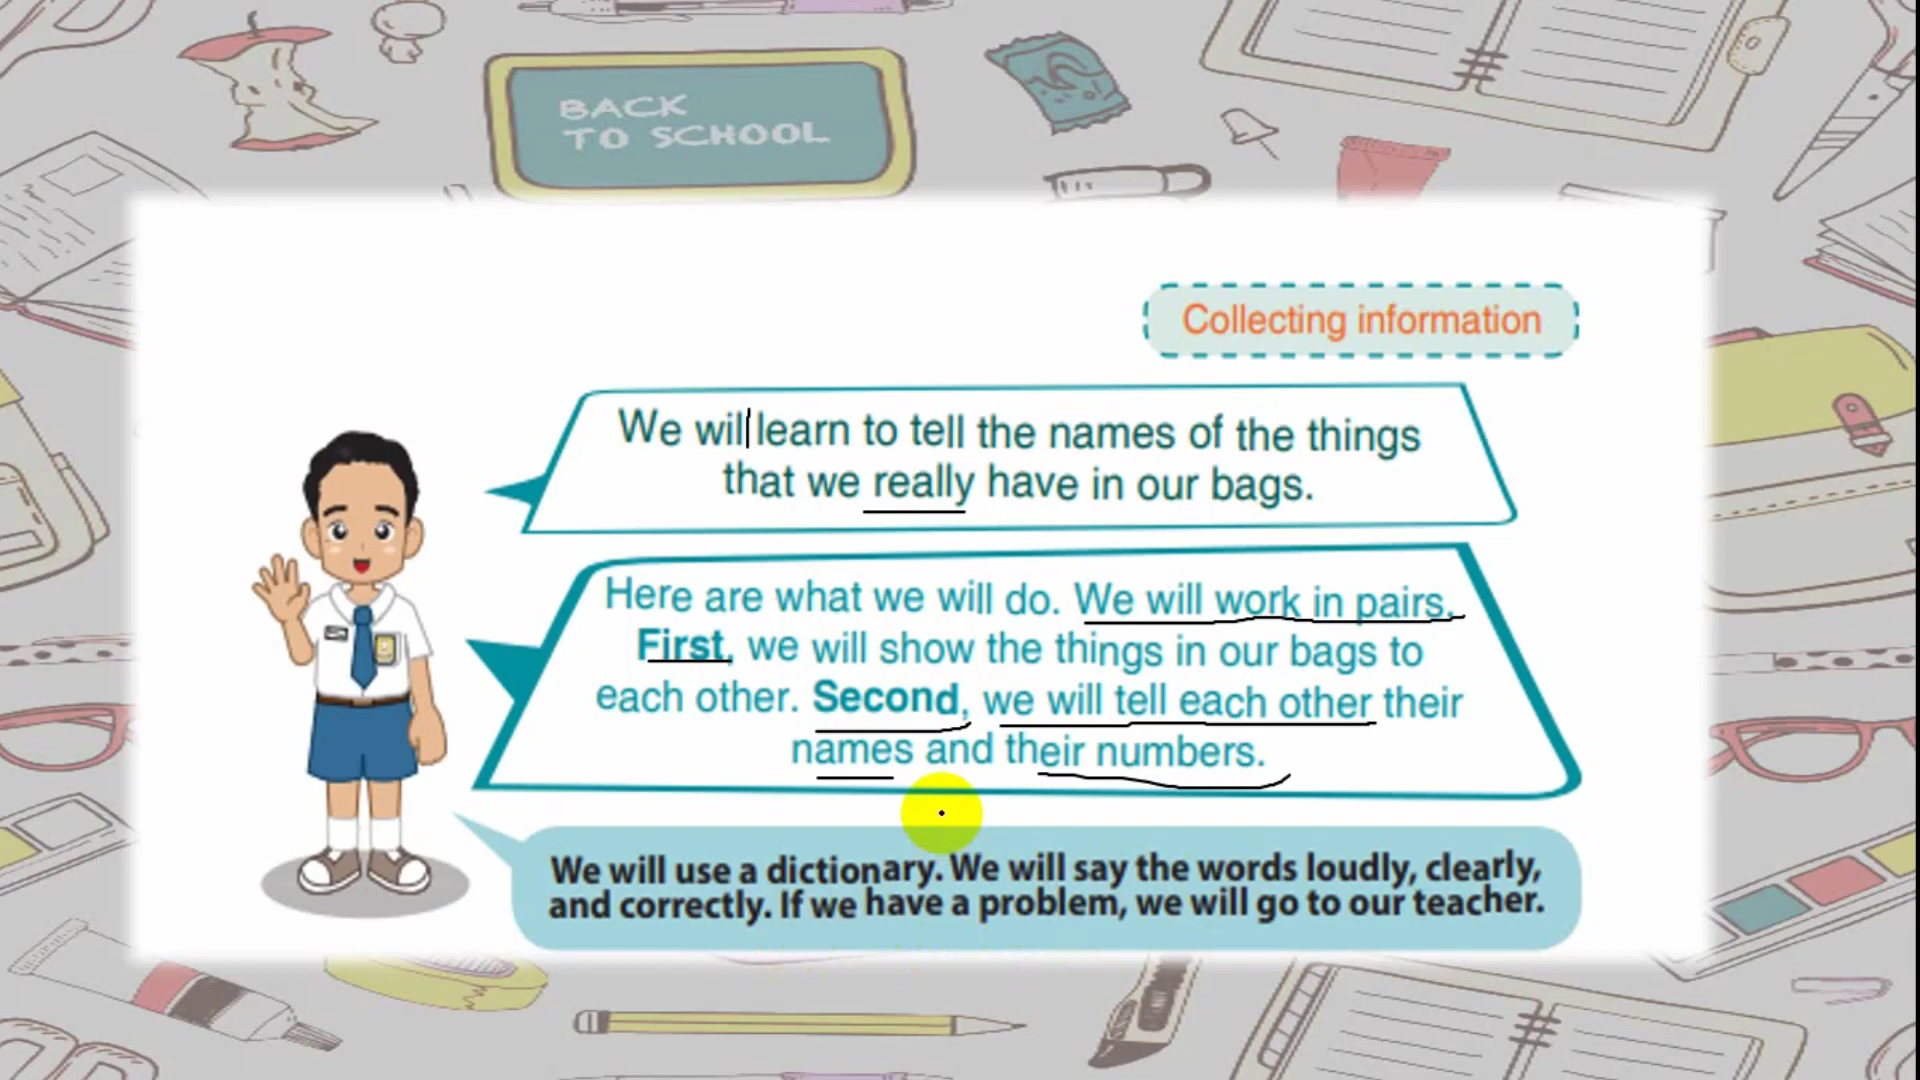 BACK
TO SCHOOL
Collecting information
We will learn to tell the names of the things
that we really have in our bags.
Here are what we will do. We will work in pairs.
First, we will show the things in our bags to
each other. Second, we will tell each other their
names and their numbers.
We will use a dictionary. We will say the words loudly, clearly,
and correctly. If we have a problem, we will go to our teacher.